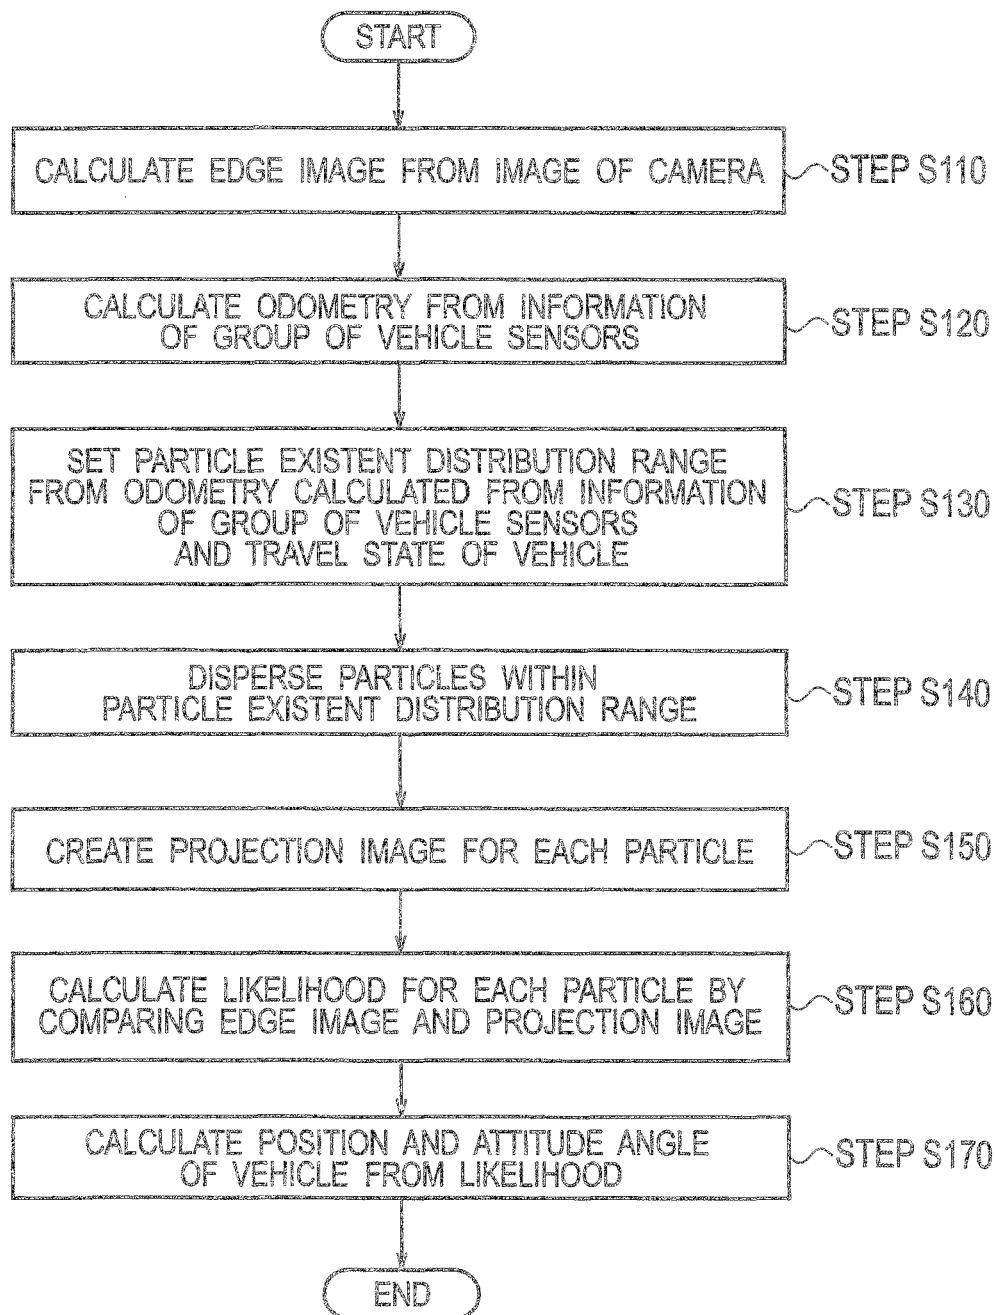 START
CALCULATE EDGE IMAGE FROM IMAGE OF CAMERA
STEP S110
CALCULATE ODOMETRY FROM INFORMATION
OF GROUP OF VEHICLE SENSORS
STEP S120
SET PARTICLE EXISTENT DISTRIBUTION RANGE
FROM ODOMETRY CALCULATED FROM INFORMATION
OF GROUP OF VEHICLE SENSORS
AND TRAVEL STATE OF VEHICLE
STEP S130
DISPERSE PARTICLES WITHIN
PARTICLE EXISTENT DISTRIBUTION RANGE
STEP S140
CREATE PROJECTION IMAGE FOR EACH PARTICLE
STEP S150
CALCULATE LIKELIHOOD FOR EACH PARTICLE BY
COMPARING EDGE IMAGE AND PROJECTION IMAGE
STEP S160
CALCULATE POSITION AND ATTITUDE ANGLE
OF VEHICLE FROM LIKELIHOOD
STEP S170
END